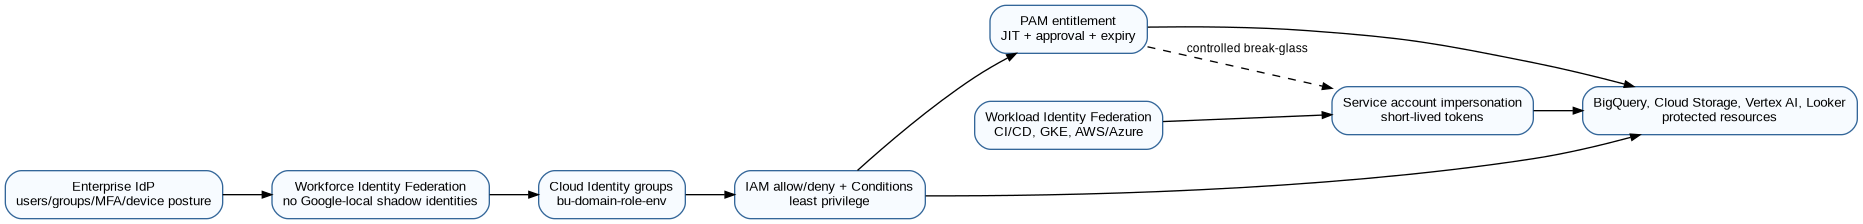 PAM entitlement
JIT + approval + expiry
controlled break-glass
Workload Identity Federation
CI/CD, GKE, AWS/Azure
Service account impersonation
short-lived tokens
BigQuery, Cloud Storage, Vertex AI, Looker
protected resources
Enterprise IdP
users/groups/MFA/device posture
Workforce Identity Federation
no Google-local shadow identities
Cloud Identity groups
bu-domain-role-env
IAM allow/deny + Conditions
least privilege